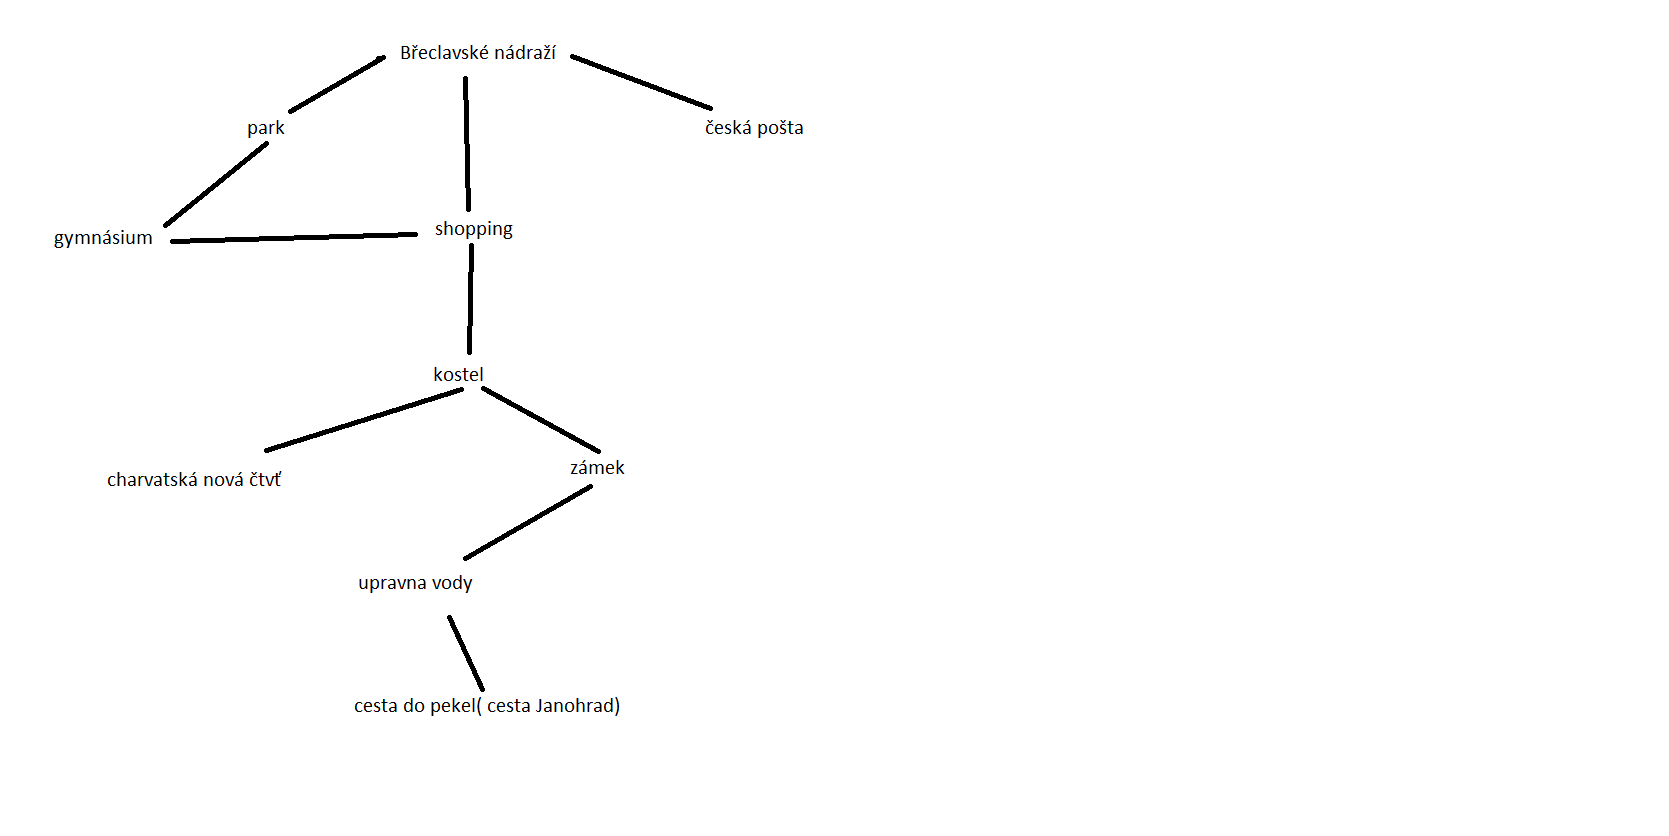 Břeclavské nádraží
park
česká pošta
gymnásium
shopping
kostel
charvatská nová čtvť
zámek
upravna vody
cesta do pekel( cesta Janohrad)